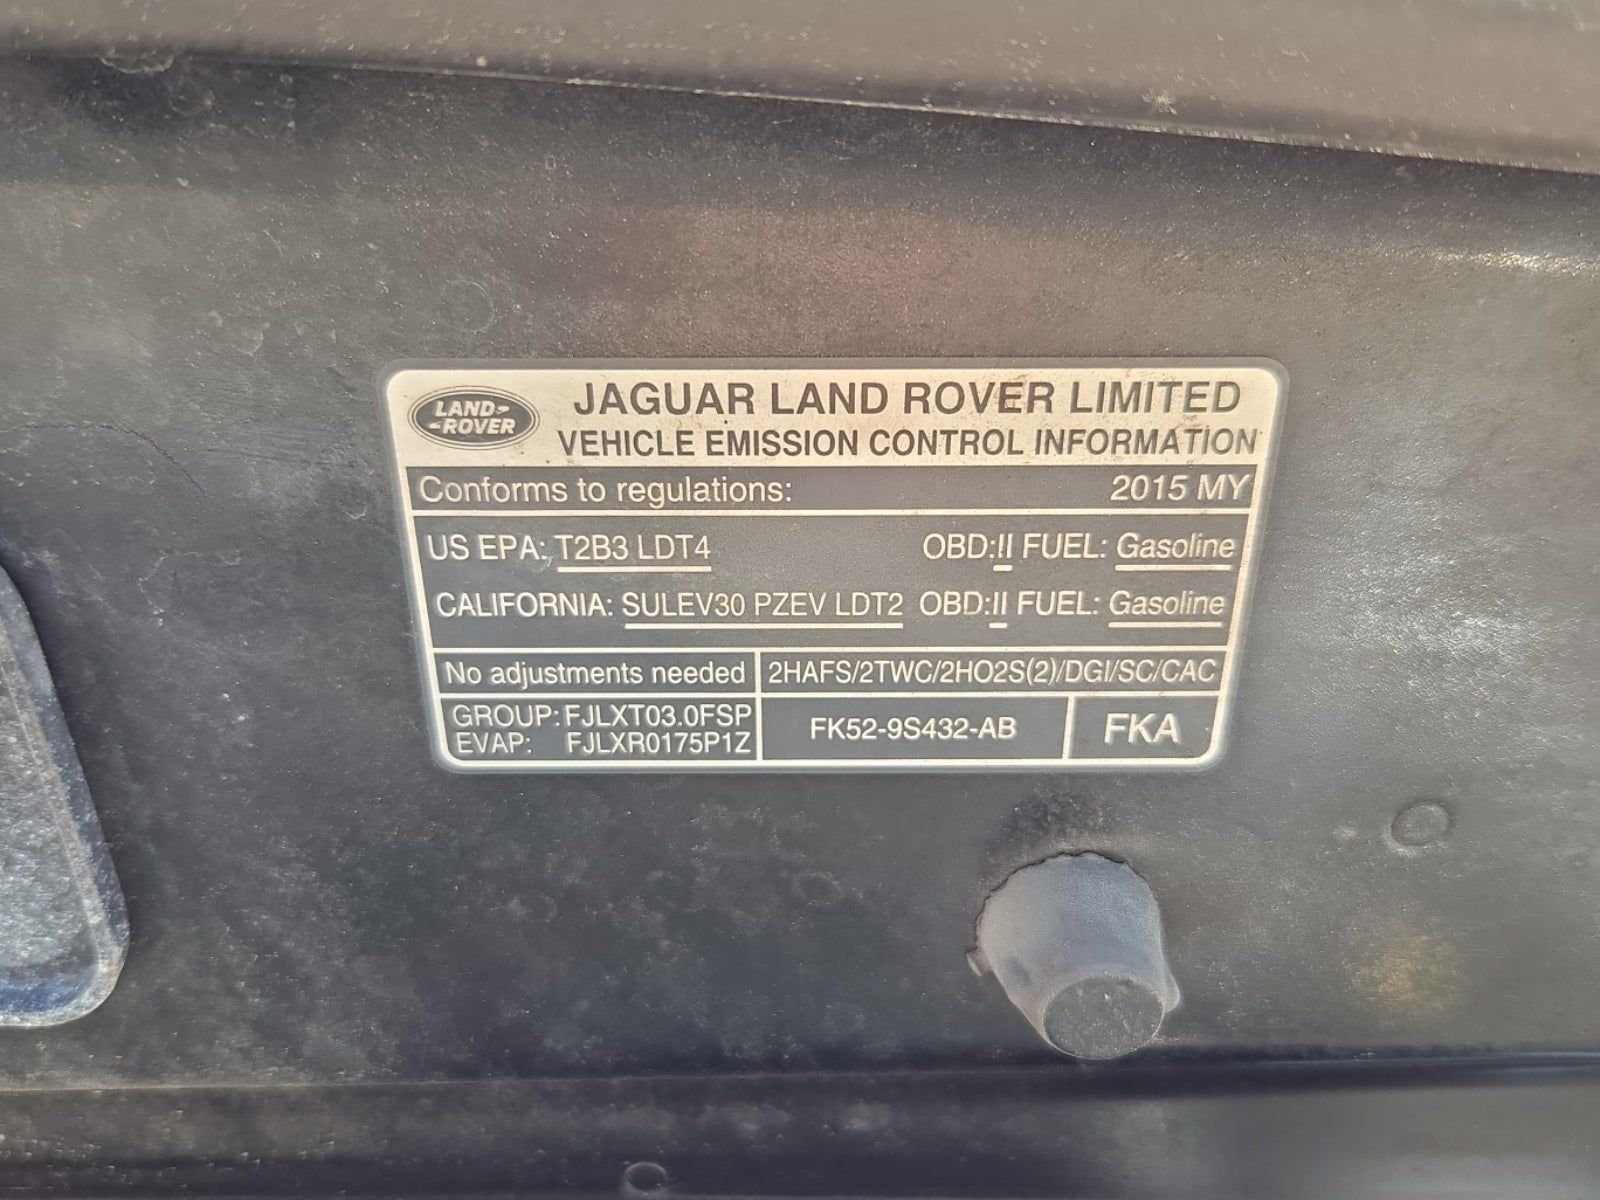 LAND-
-ROVER
JAGUAR LAND ROVER LIMITED
VEHICLE EMISSION CONTROL INFORMATION
Conforms to regulations: 2015 MY
US EPA: T2B3 LDT4 OBD:II FUEL: Gasoline
CALIFORNIA: SULEV30 PZEV LDT2 OBD:II FUEL: Gasoline
No adjustments needed 2HAFS/2TWC/2HO2S(2)/DGI/SC/CAC
GROUP: FJLXT03.0FSP
EVAP: FJLXR0175P1Z
FK52-9S432-AB
FKA